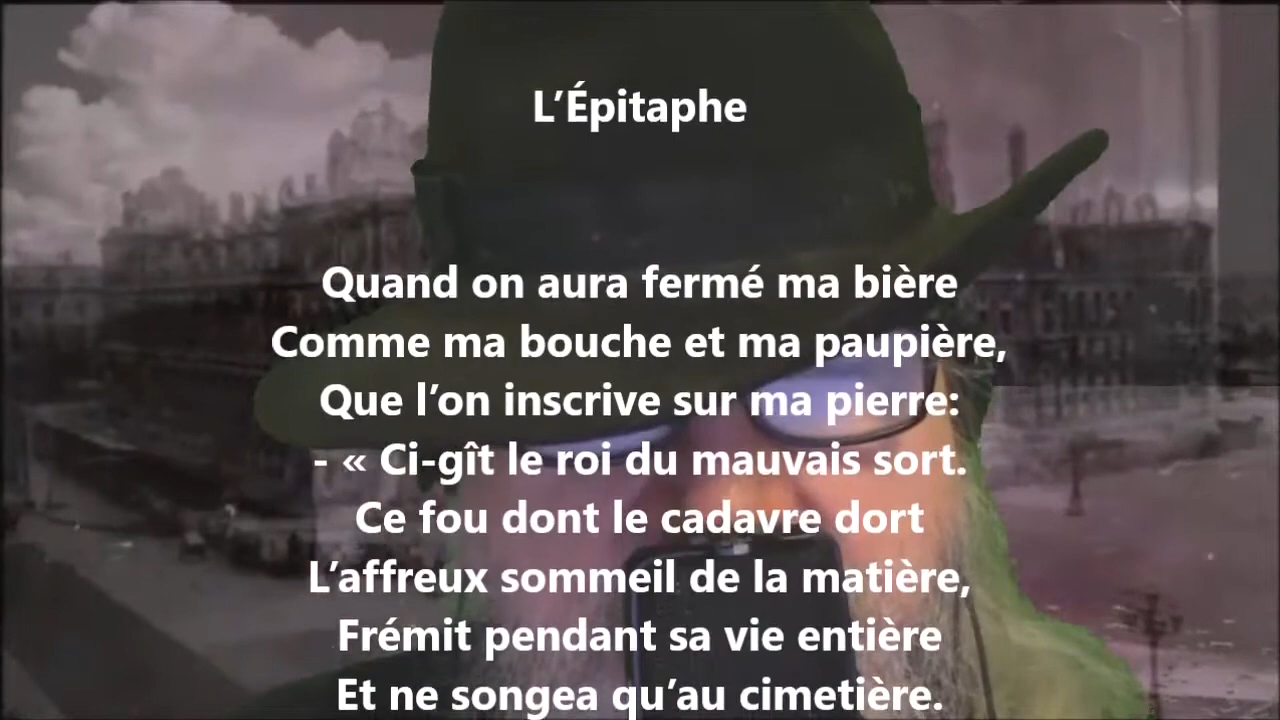 L’Épitaphe
Quand on aura fermé ma bière
Comme ma bouche et ma paupière,
Que l’on inscrive sur ma pierre:
- « Ci-gît le roi du mauvais sort.
Ce fou dont le cadavre dort
L’affreux sommeil de la matière,
Frémit pendant sa vie entière
Et ne songea qu’au cimetière.